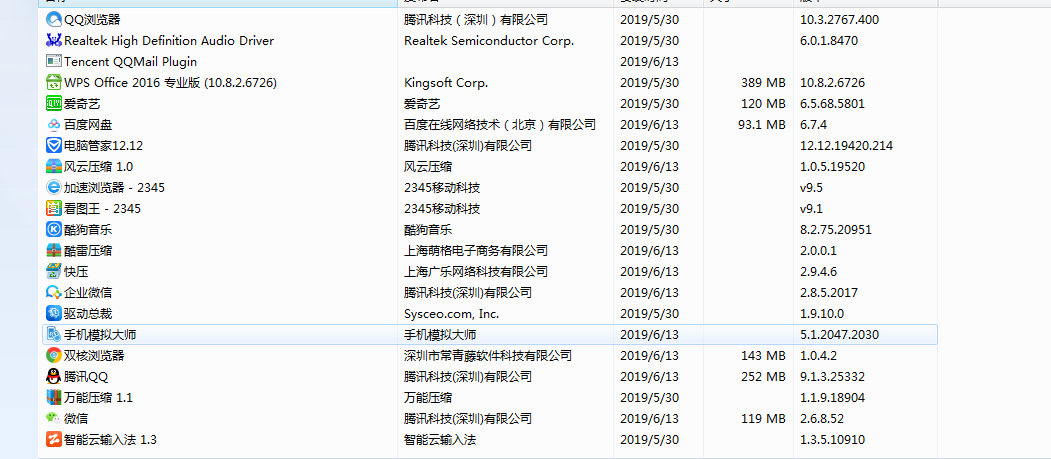 QQ浏览器 腾讯科技（深圳）有限公司 2019/5/30 10.3.2767.400
Realtek High Definition Audio Driver Realtek Semiconductor Corp. 2019/5/30 6.0.1.8470
Tencent QQMail Plugin 2019/6/13
WPS Office 2016 专业版 (10.8.2.6726) Kingsoft Corp. 2019/5/30 389 MB 10.8.2.6726
爱奇艺 爱奇艺 2019/5/30 120 MB 6.5.68.5801
百度网盘 百度在线网络技术（北京）有限公司 2019/6/13 93.1 MB 6.7.4
电脑管家12.12 腾讯科技(深圳)有限公司 2019/5/30 12.12.19420.214
风云压缩 1.0 风云压缩 2019/6/13 1.0.5.19520
加速浏览器 - 2345 2345移动科技 2019/5/30 v9.5
看图王 - 2345 2345移动科技 2019/5/30 v9.1
酷狗音乐 酷狗音乐 2019/5/30 8.2.75.20951
酷雷压缩 上海萌格电子商务有限公司 2019/6/13 2.0.0.1
快压 上海广乐网络科技有限公司 2019/6/13 2.9.4.6
企业微信 腾讯科技(深圳)有限公司 2019/6/13 2.8.5.2017
驱动总裁 Sysceo.com, Inc. 2019/5/30 1.9.10.0
手机模拟大师 手机模拟大师 2019/6/13 5.1.2047.2030
双核浏览器 深圳市常青藤软件科技有限公司 2019/6/13 143 MB 1.0.4.2
腾讯QQ 腾讯科技(深圳)有限公司 2019/6/13 252 MB 9.1.3.25332
万能压缩 1.1 万能压缩 2019/5/30 1.1.9.18904
微信 腾讯科技(深圳)有限公司 2019/6/13 119 MB 2.6.8.52
智能云输入法 1.3 智能云输入法 2019/5/30 1.3.5.10910